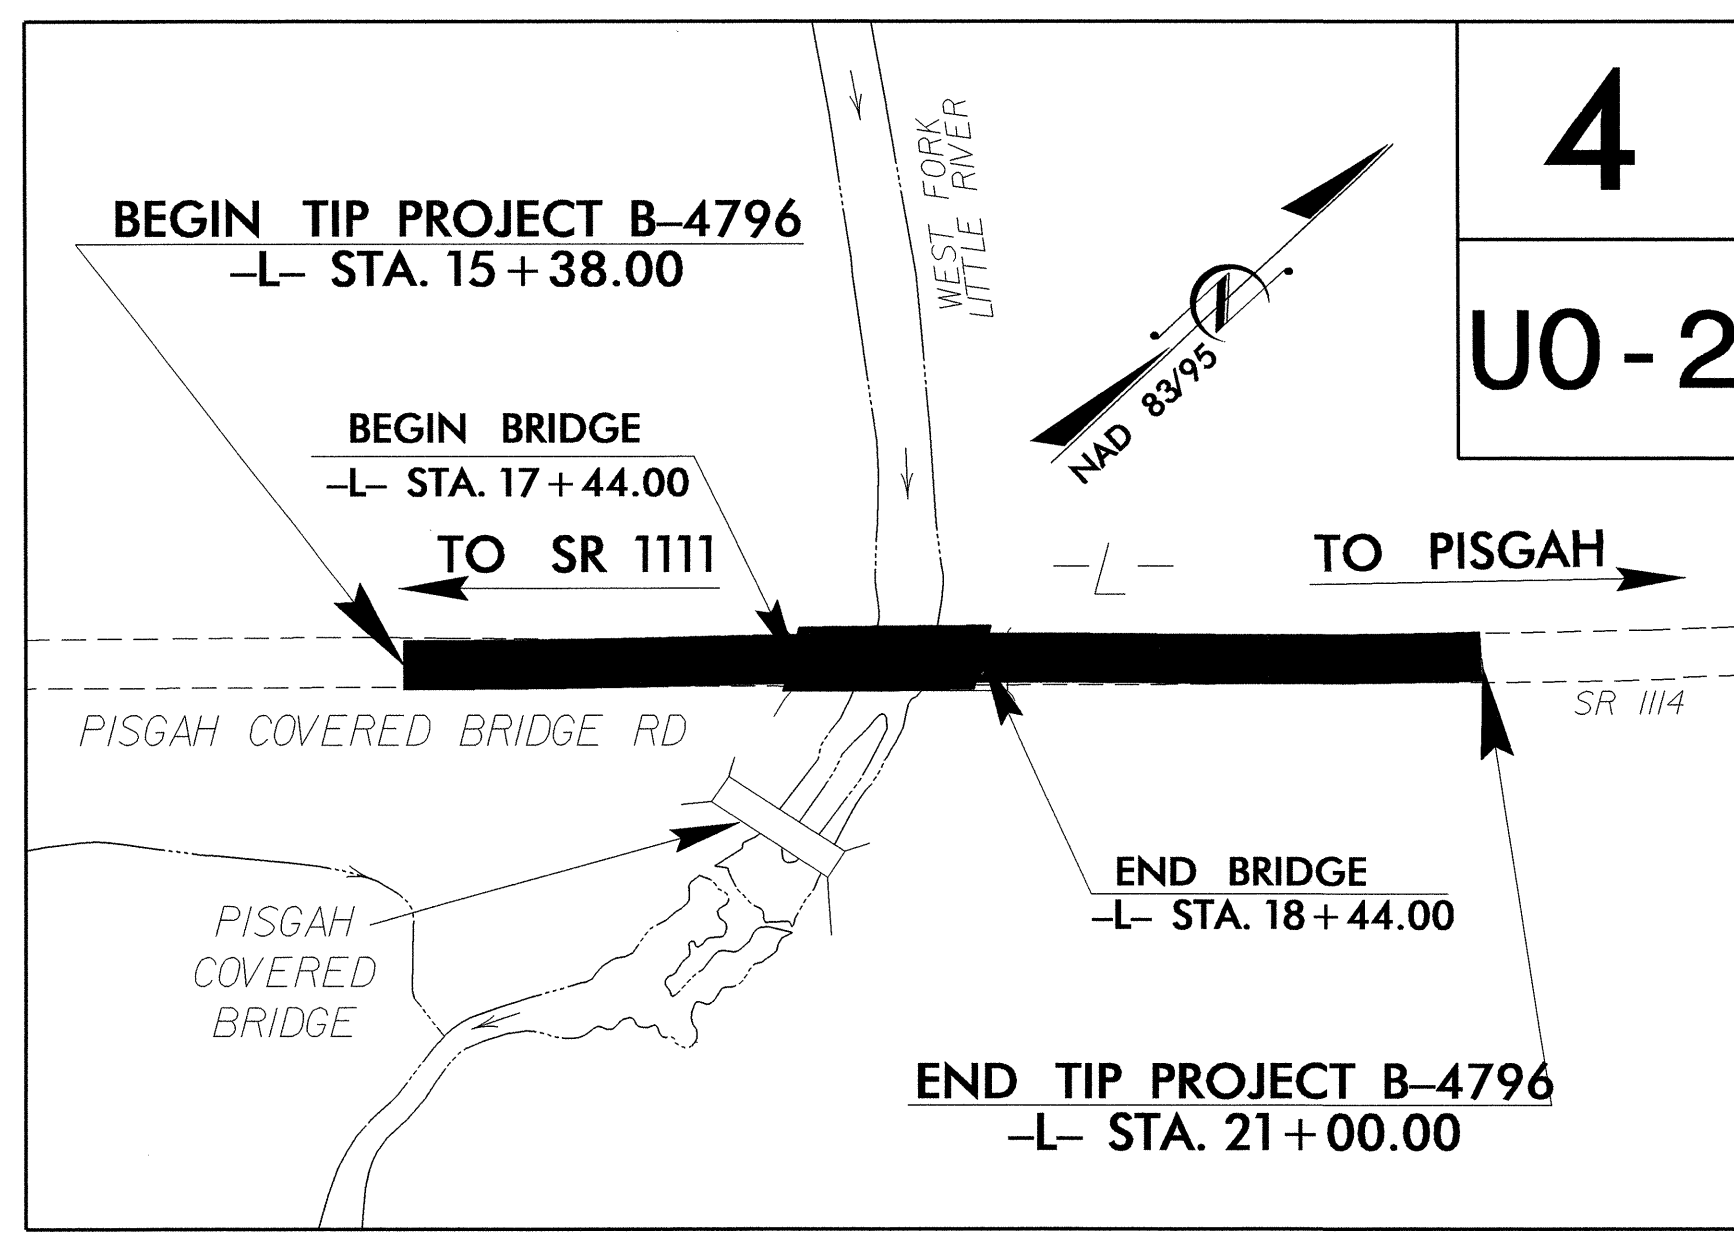 4
UO-2
WEST FORK
LITTLE RIVER
BEGIN TIP PROJECT B–4796
–L– STA. 15+38.00
NAD 83/95
BEGIN BRIDGE
–L– STA. 17+44.00
TO SR 1111
–L–
TO PISGAH
PISGAH COVERED BRIDGE RD
SR 1114
END BRIDGE
–L– STA. 18+44.00
PISGAH
COVERED
BRIDGE
END TIP PROJECT B–4796
–L– STA. 21+00.00